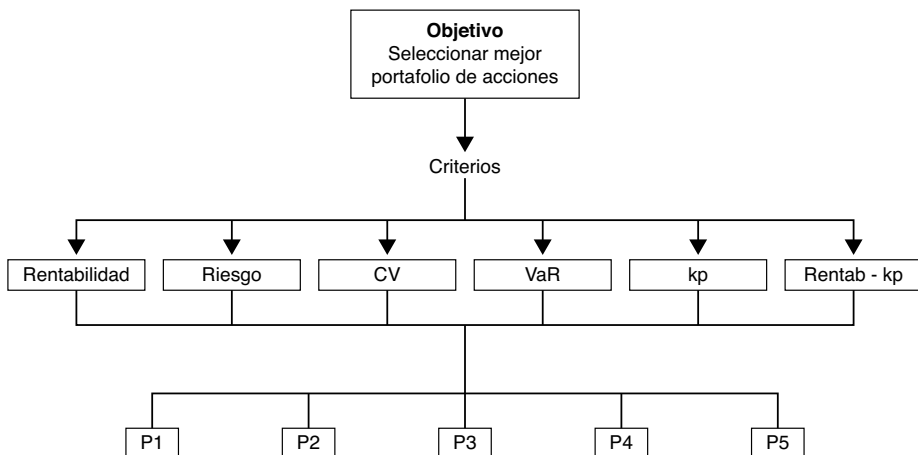 Objetivo
Seleccionar mejor
portafolio de acciones
Criterios
Rentabilidad
Riesgo
CV
VaR
kp
Rentab - kp
P1
P2
P3
P4
P5